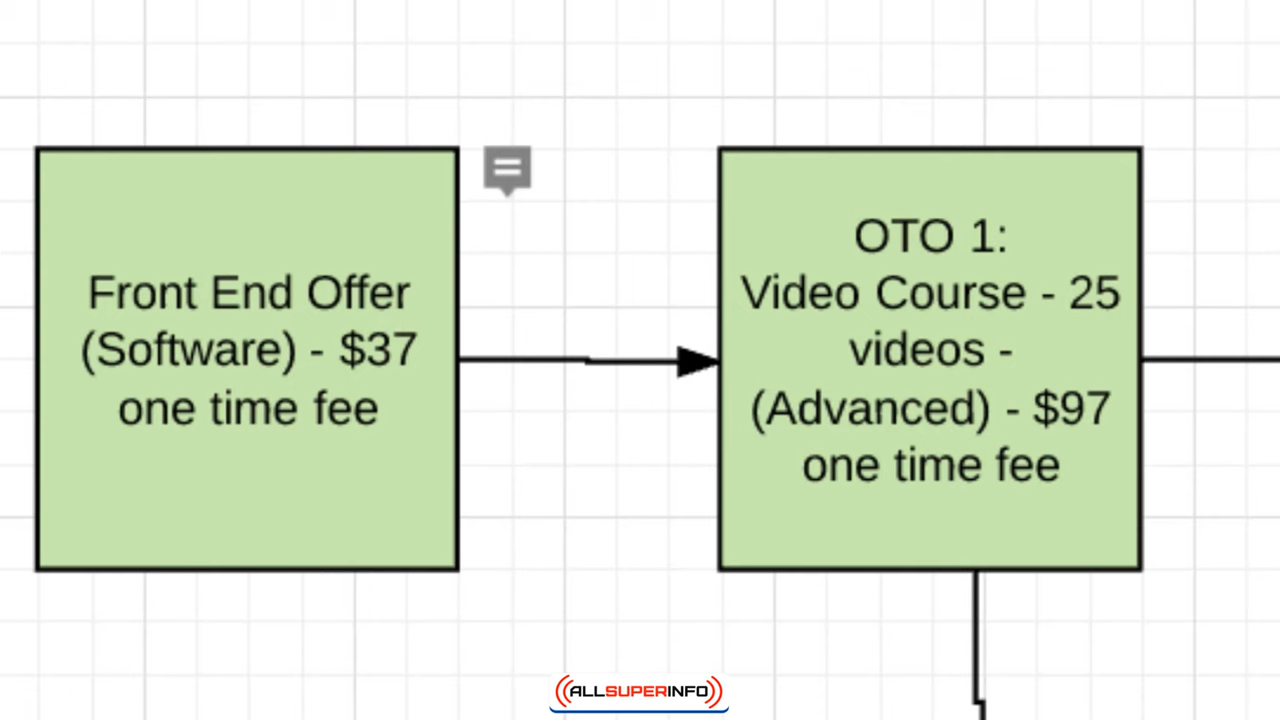 Front End Offer
(Software) - $37
one time fee
OTO 1:
Video Course - 25
videos -
(Advanced) - $97
one time fee
ALLSUPERINFO